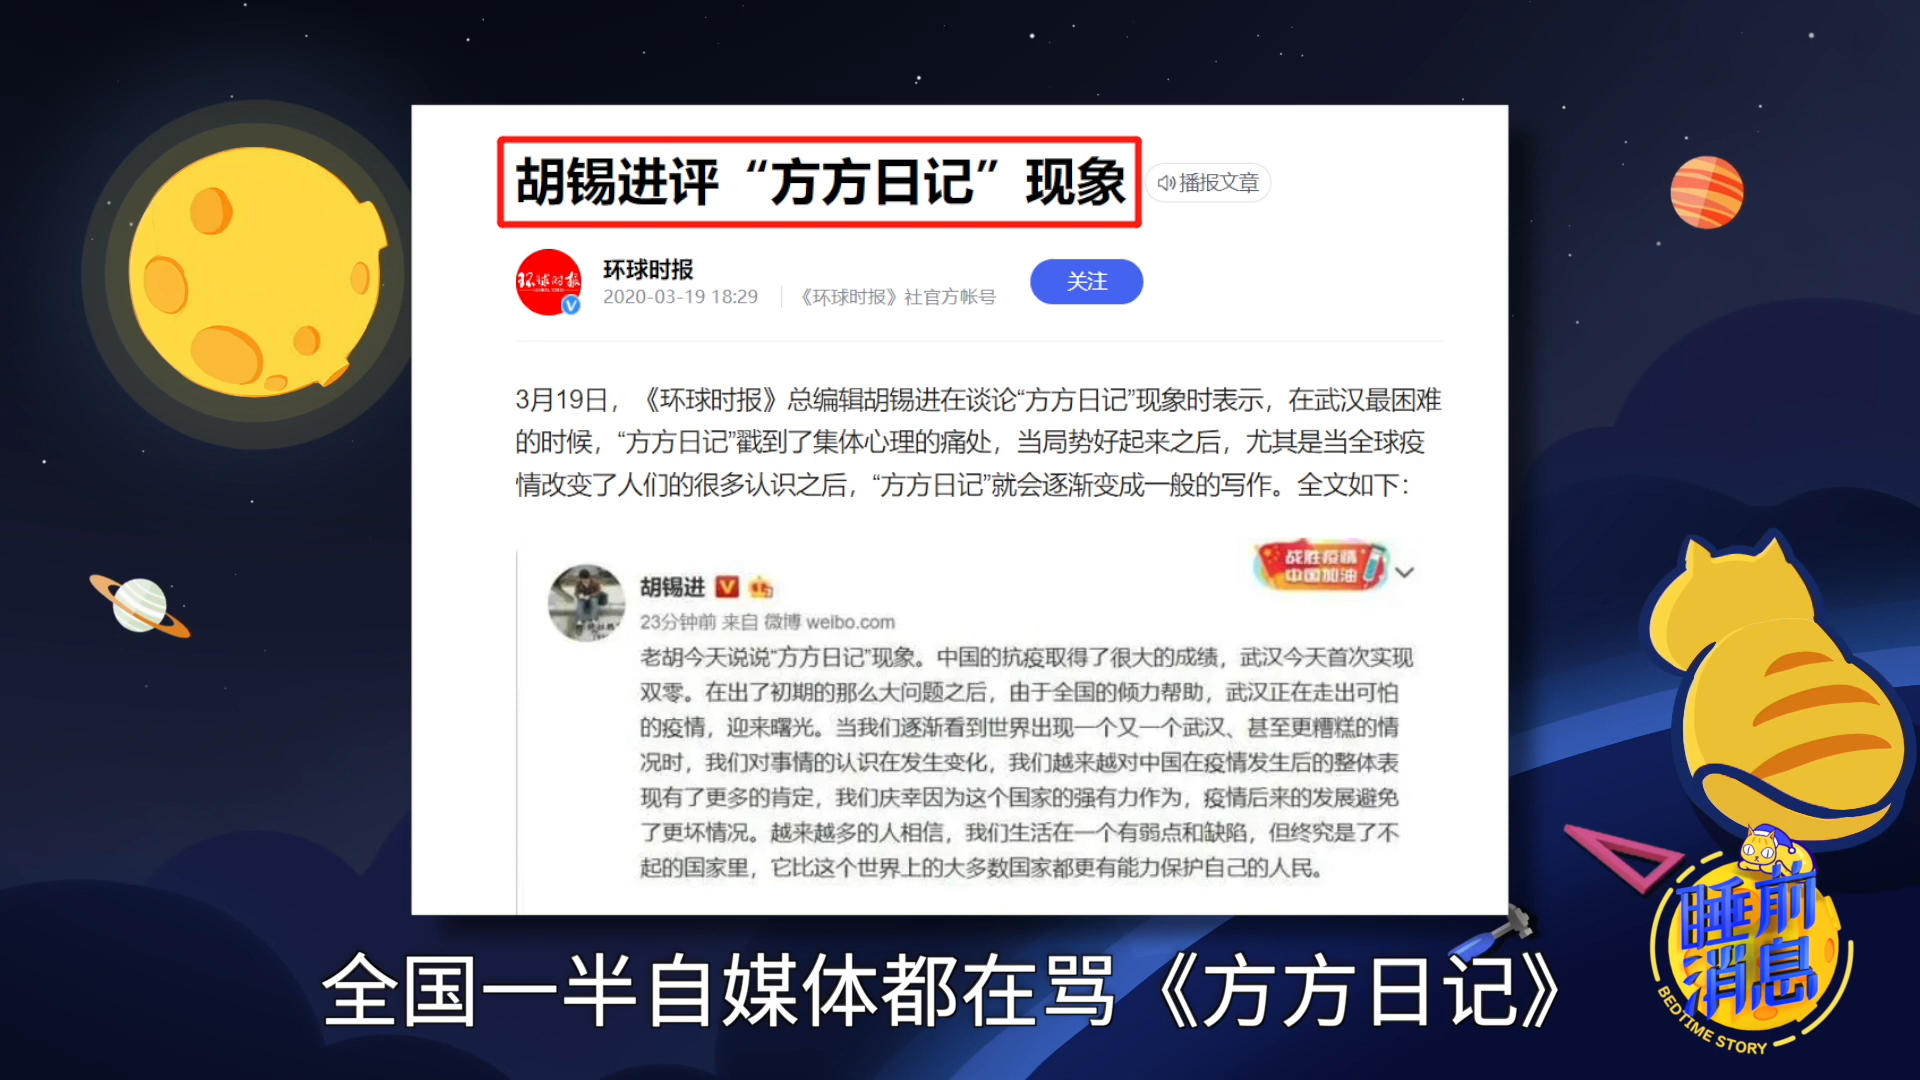 胡锡进评“方方日记”现象
播报文章
环球时报
环球时报
2020-03-19 18:29
《环球时报》社官方帐号
关注
3月19日，《环球时报》总编辑胡锡进在谈论“方方日记”现象时表示，在武汉最困难
的时候，“方方日记”戳到了集体心理的痛处，当局势好起来之后，尤其是当全球疫
情改变了人们的很多认识之后，“方方日记”就会逐渐变成一般的写作。全文如下：
战胜疫情
中国加油
胡锡进
23分钟前 来自 微博 weibo.com
老胡今天说说“方方日记”现象。中国的抗疫取得了很大的成绩，武汉今天首次实现
双零。在出了初期的那么大问题之后，由于全国的倾力帮助，武汉正在走出可怕
的疫情，迎来曙光。当我们逐渐看到世界出现一个又一个武汉、甚至更糟糕的情
况时，我们对事情的认识在发生变化，我们越来越对中国在疫情发生后的整体表
现有了更多的肯定，我们庆幸因为这个国家的强有力作为，疫情后来的发展避免
了更坏情况。越来越多的人相信，我们生活在一个有弱点和缺陷，但终究是了不
起的国家里，它比这个世界上的大多数国家都更有能力保护自己的人民。
全国一半自媒体都在骂《方方日记》
睡前
消息
BEDTIME STORY